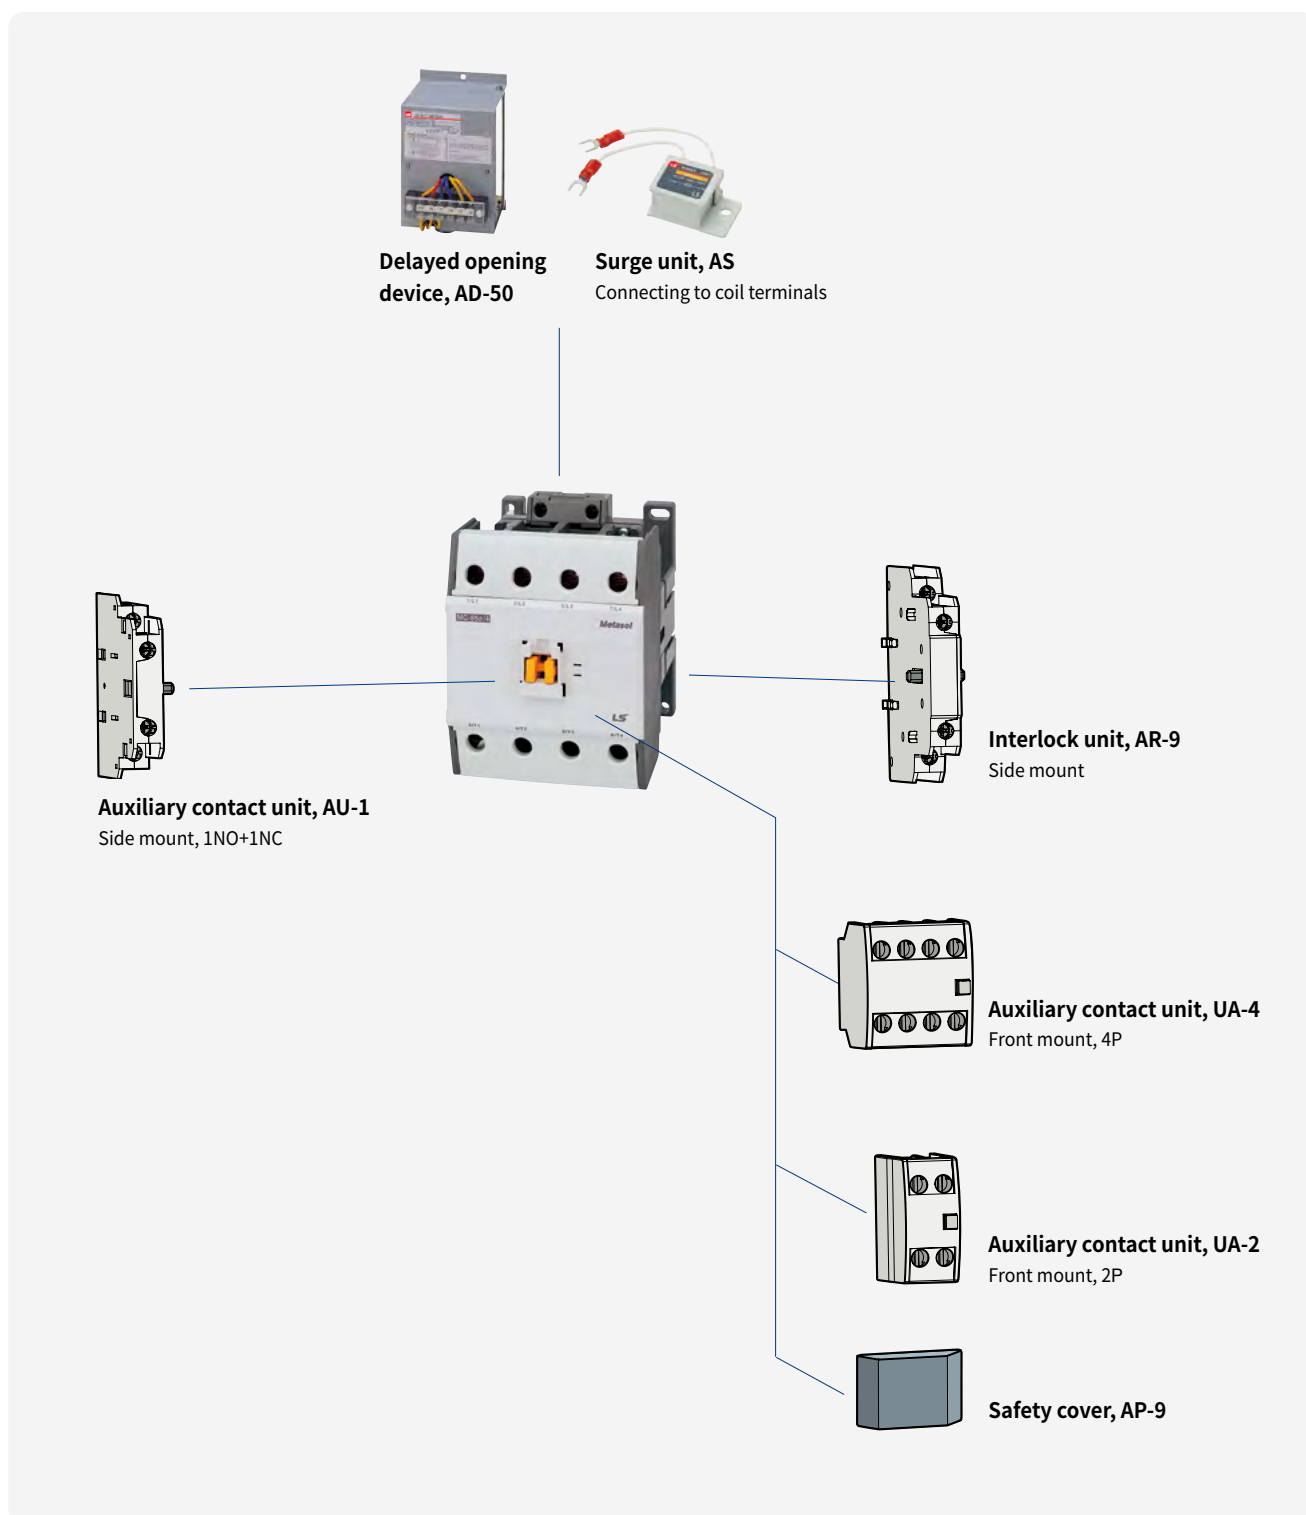 Delayed opening
device, AD-50
Surge unit, AS
Connecting to coil terminals
Metasol
LS
Interlock unit, AR-9
Side mount
Auxiliary contact unit, AU-1
Side mount, 1NO+1NC
Auxiliary contact unit, UA-4
Front mount, 4P
Auxiliary contact unit, UA-2
Front mount, 2P
Safety cover, AP-9